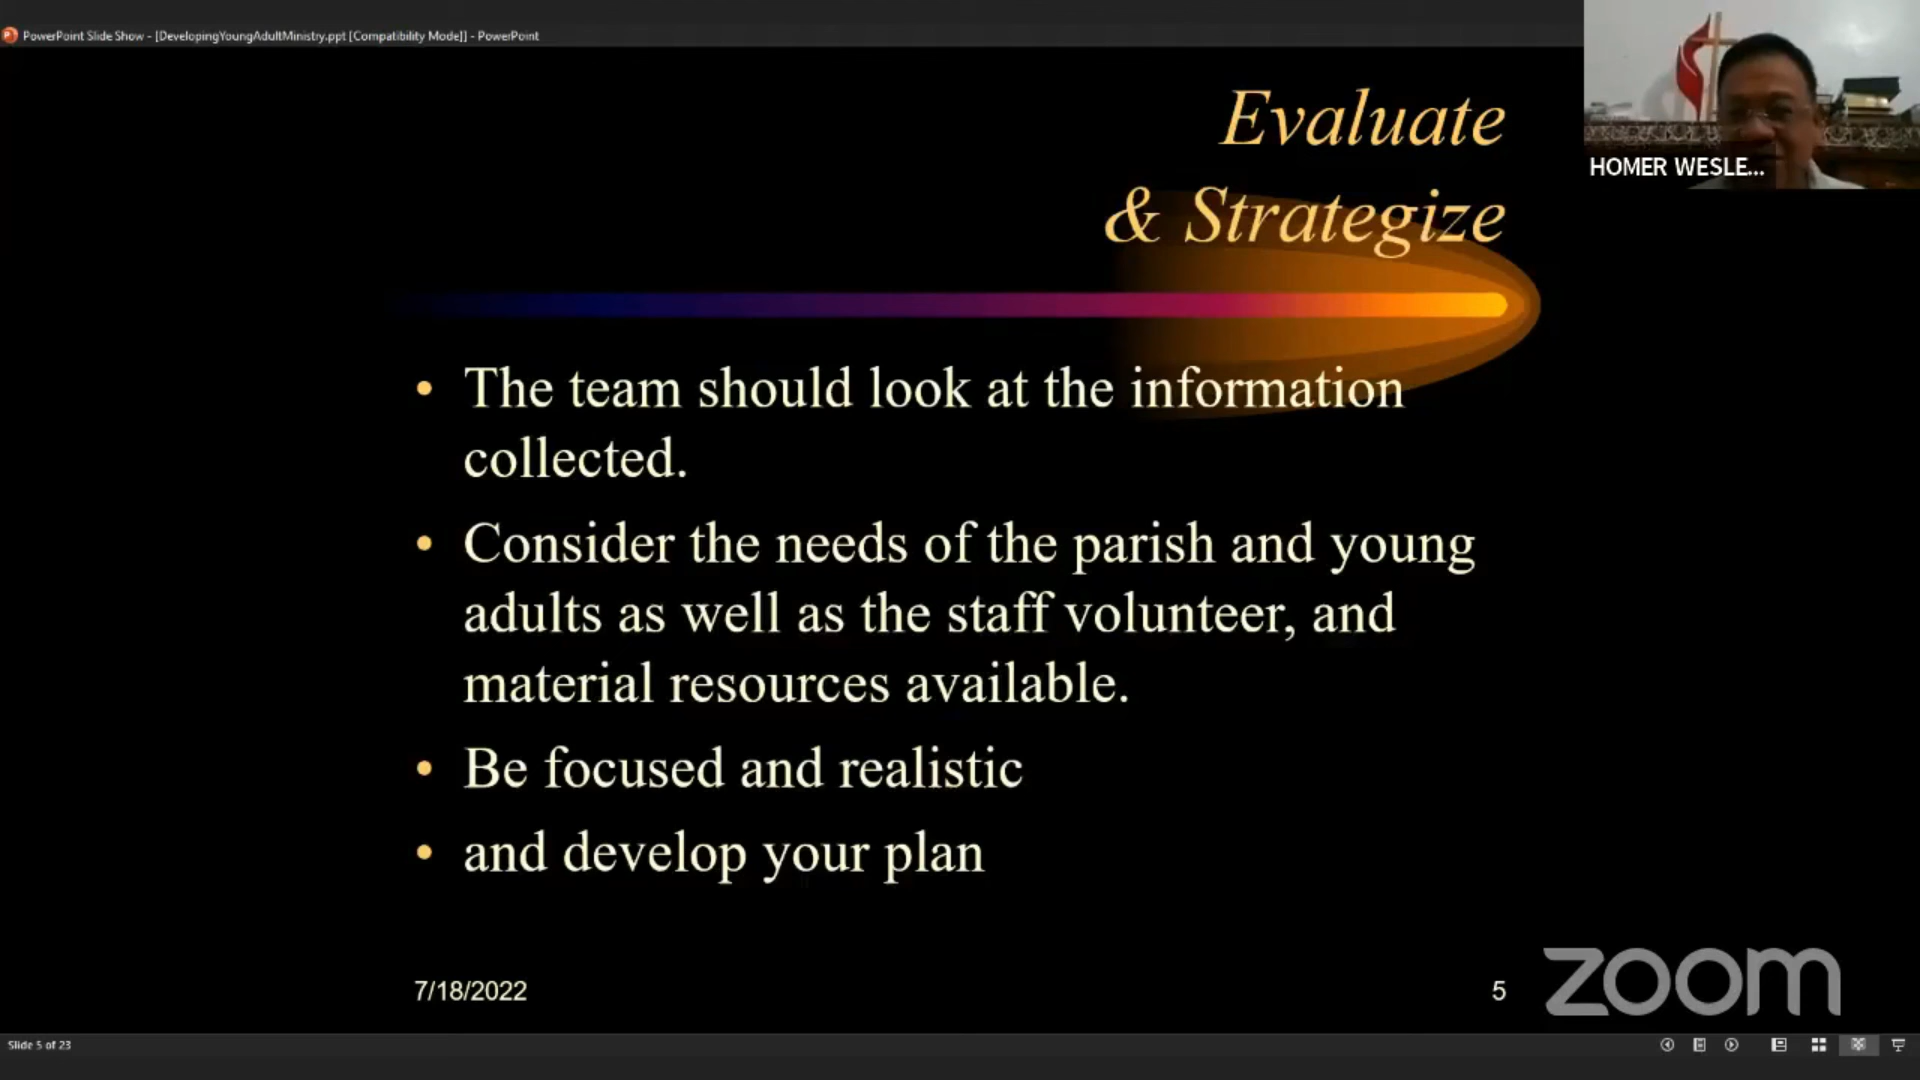 PowerPoint Slide Show - [DevelopingYoungAdultMinistry.ppt [Compatibility Mode]] - PowerPoint
HOMER WESLE...
Evaluate
& Strategize
• The team should look at the information
collected.
• Consider the needs of the parish and young
adults as well as the staff volunteer, and
material resources available.
• Be focused and realistic
• and develop your plan
7/18/2022
5
zoom
Slide 5 of 23